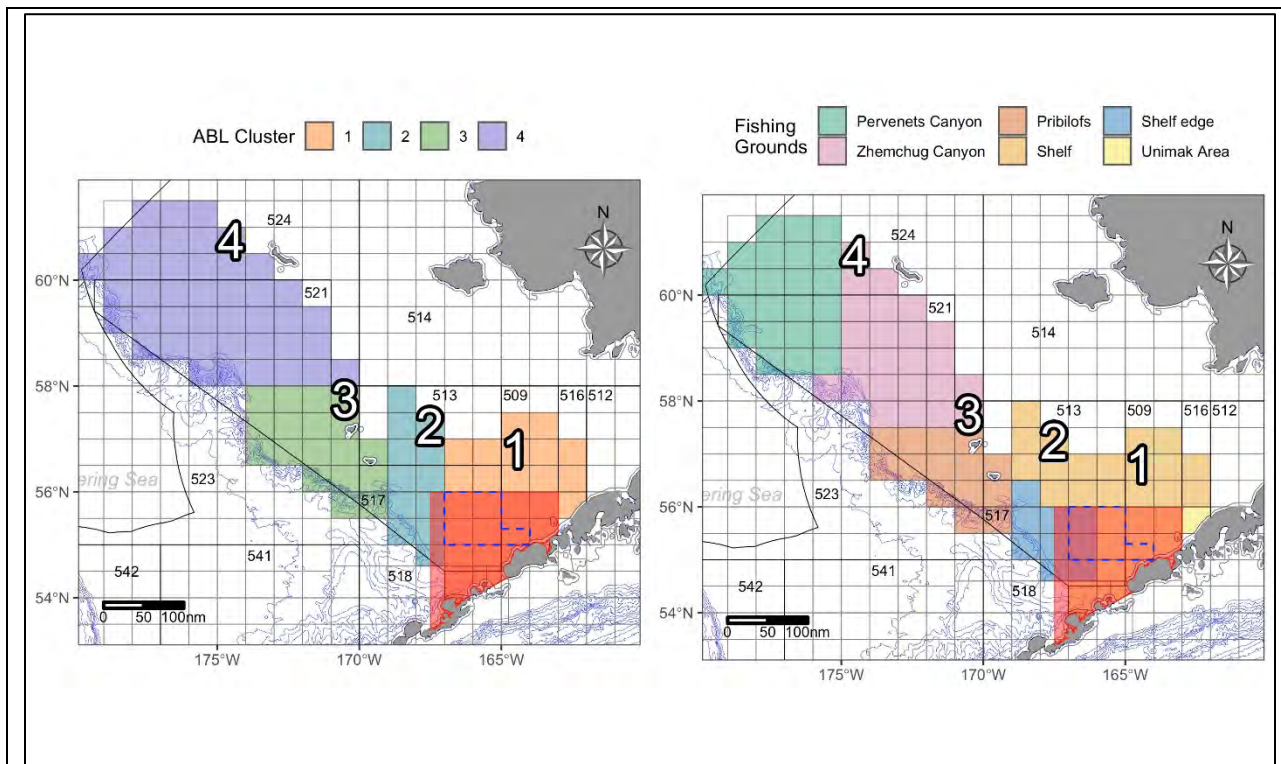 ABL Cluster 1 2 3 4
N
4
524
60°N
521
514
58°N
3
513
509
516
512
2
1
56°N
523
ering Sea
517
541
542
518
54°N
0 50 100nm
175°W 170°W 165°W
Fishing Grounds
Pervenets Canyon Pribilofs Shelf edge
Zhemchug Canyon Shelf Unimak Area
N
4
524
60°N
521
514
58°N
3
513
509
516
512
2
1
56°N
523
ering Sea
517
541
542
518
54°N
0 50 100nm
175°W 170°W 165°W